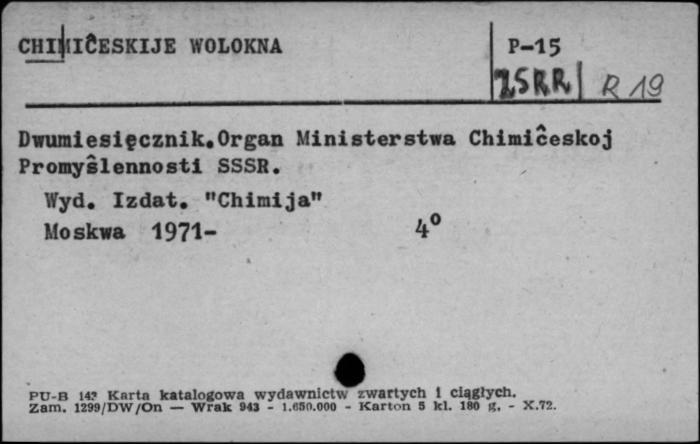 CHIMIĈESKIJE WOLOKNA
P-15
ZSRR R 19
Dwumiesięcznik.Organ Ministerstwa Chimiĉeskoj
Promyŝlennosti SSSR.
Wyd. Izdat. "Chimija"
Moskwa 1971-
4°
PU-B 142 Karta katalogowa wydawnictw zwartych i ciągłych.
Zam. 1299/DW/On — Wrak 943 - 1.650.000 - Karton 5 kl. 180 g. - X.72.